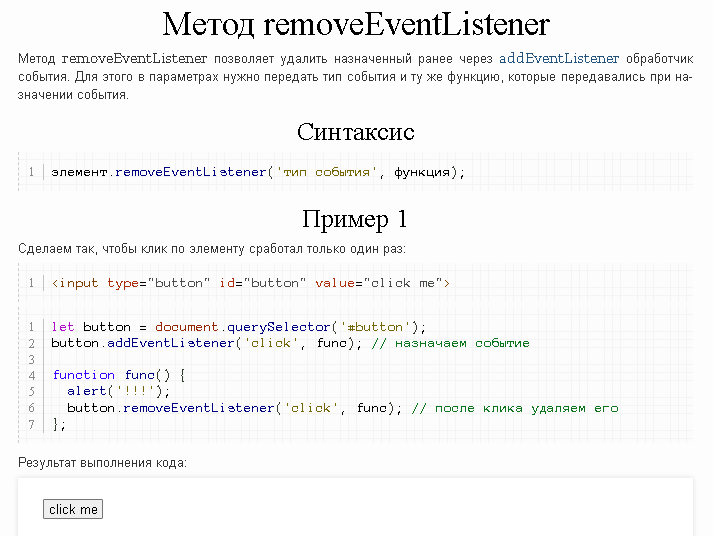 Метод removeEventListener
Метод removeEventListener позволяет удалить назначенный ранее через addEventListener обработчик
события. Для этого в параметрах нужно передать тип события и ту же функцию, которые передавались при на-
значении события.
Синтаксис
1 элемент.removeEventListener('тип события', функция);
Пример 1
Сделаем так, чтобы клик по элементу сработал только один раз:
1 <input type="button" id="button" value="click me">
1 let button = document.querySelector('#button');
2 button.addEventListener('click', func); // назначаем событие
3
4 function func() {
5 alert('!!!');
6 button.removeEventListener('click', func); // после клика удаляем его
7 };
Результат выполнения кода:
click me